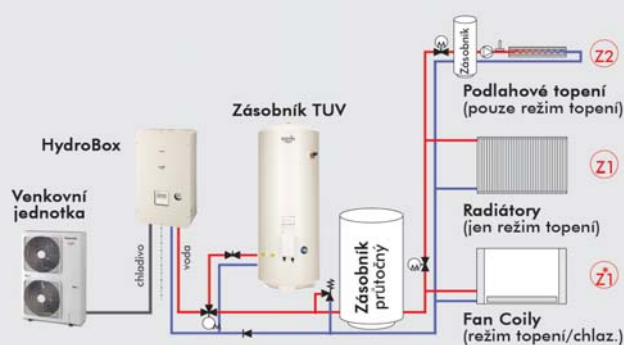 Zásobník
Z2
Podlahové topení
(pouze režim topení)
Zásobník TUV
HydroBox
Z1
Venkovní
jednotka
chladivo
voda
Zásobník
průtočný
Radiátory
(jen režim topení)
Z*1
Fan Coily
(režim topení/chlaz.)